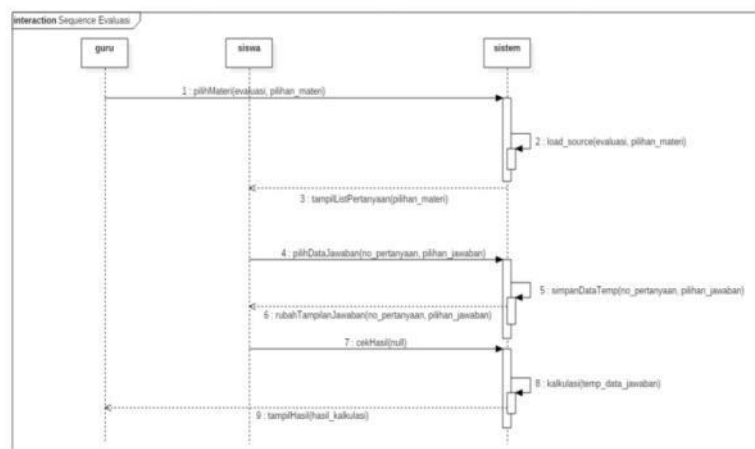 interaction Sequence Evaluasi
guru
siswa
sistem
1 : pilihMateri(evaluasi, pilihan_materi)
2 : load_source(evaluasi, pilihan_materi)
3 : tampilListPertanyaan(pilihan_materi)
4 : pilihDataJawaban(no_pertanyaan, pilihan_jawaban)
5 : simpanDataTemp(no_pertanyaan, pilihan_jawaban)
6 : rubahTampilanJawaban(no_pertanyaan, pilihan_jawaban)
7 : cekHasil(null)
8 : kalkulasi(temp_data_jawaban)
9 : tampilHasil(hasil_kalkulasi)